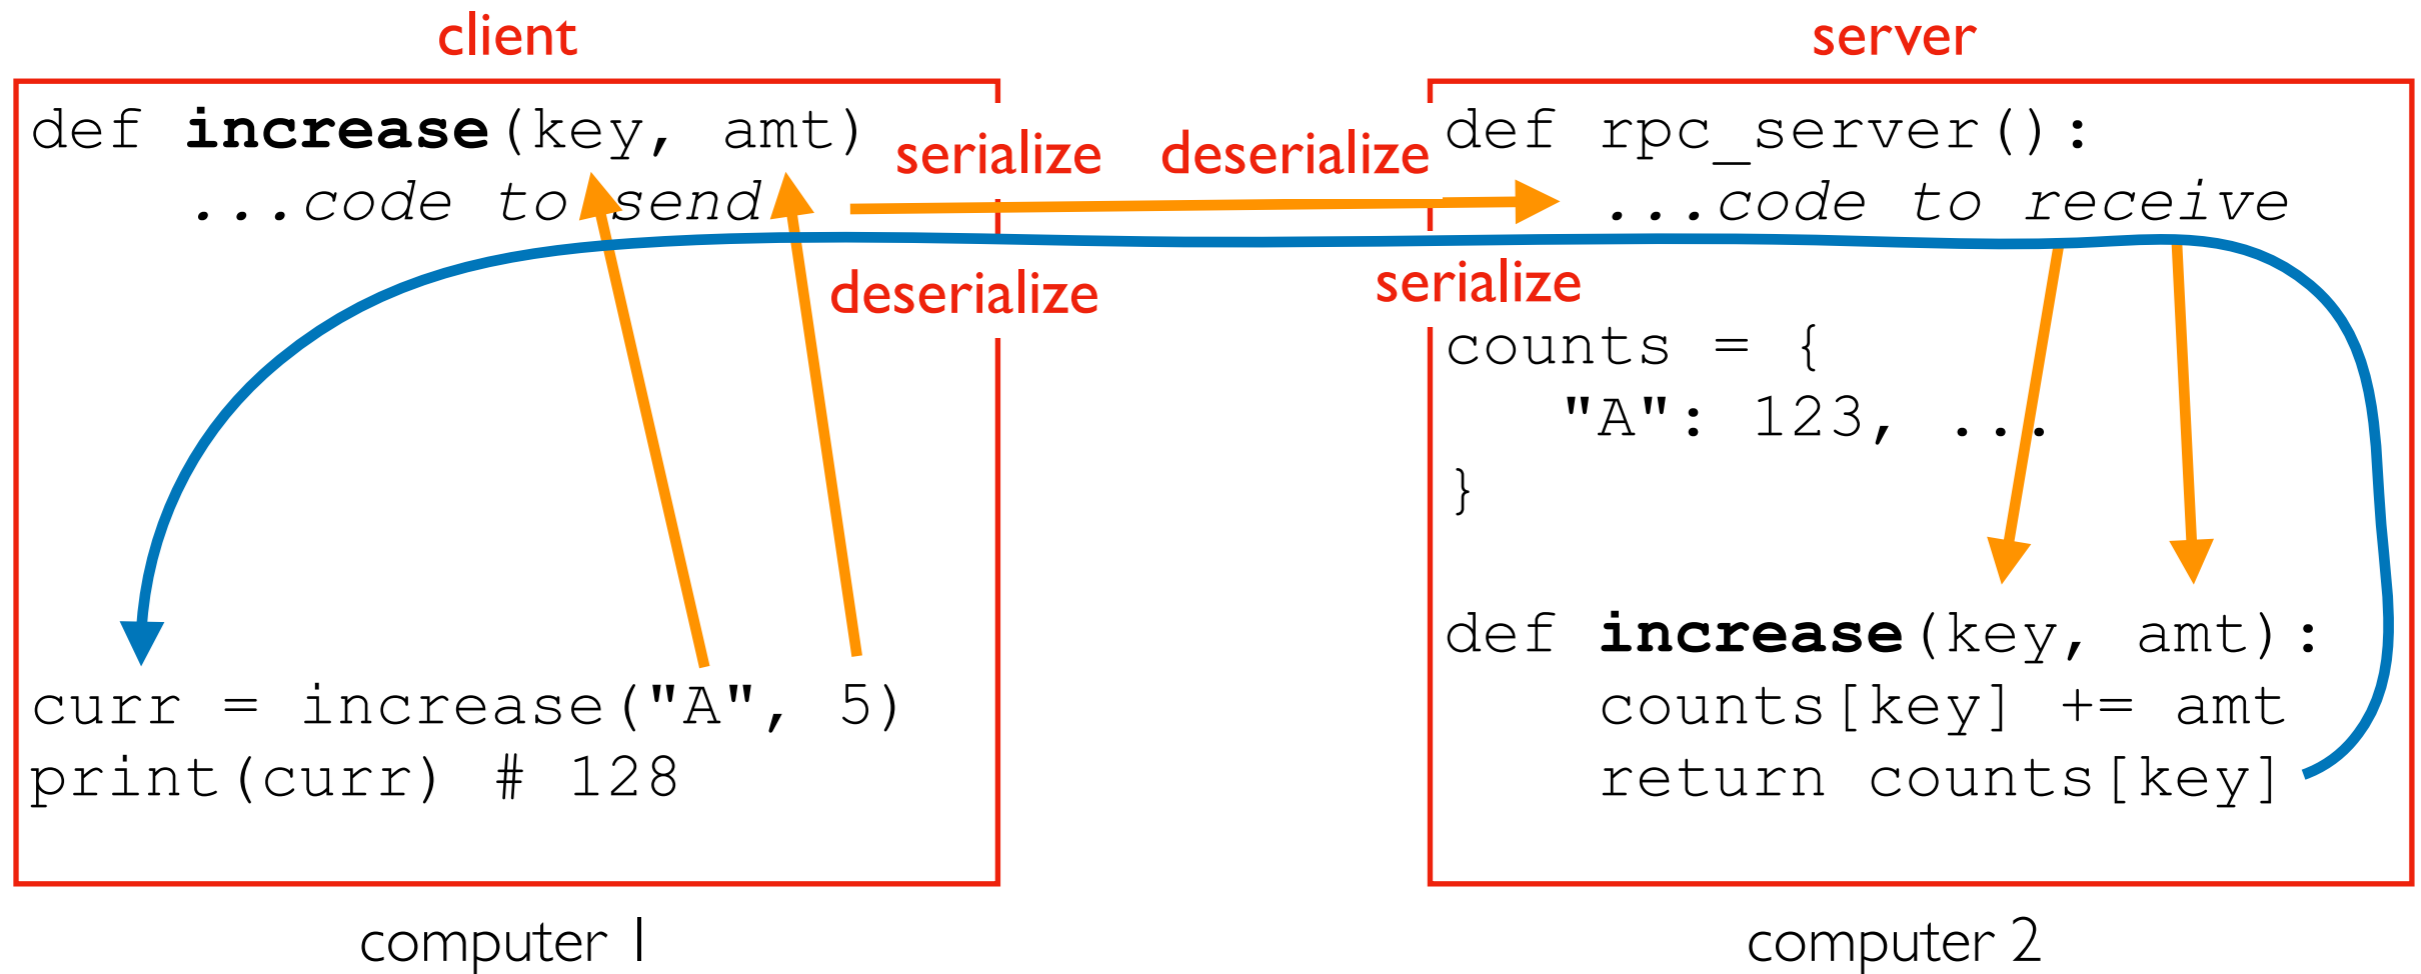 client
def increase(key, amt)
...code to send
serialize
deserialize
deserialize
curr = increase("A", 5)
print(curr) # 128
computer 1
server
def rpc_server():
...code to receive
serialize
counts = {
"A": 123, ...
}
def increase(key, amt):
counts[key] += amt
return counts[key]
computer 2